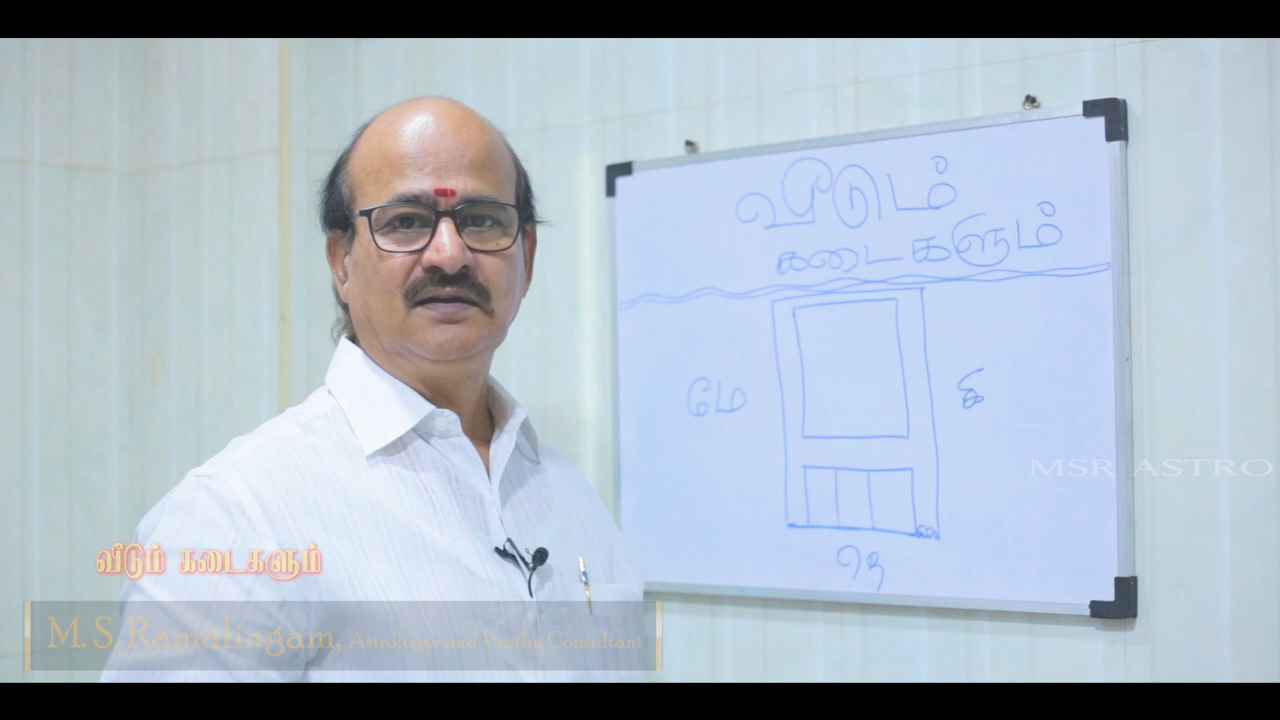 வீடும்
கடைகளும்
மே
கி
தெ
MSR ASTRO
வீடும் கடைகளும்
M. S. Ramalingam, Astrologer and Vasthu Consultant